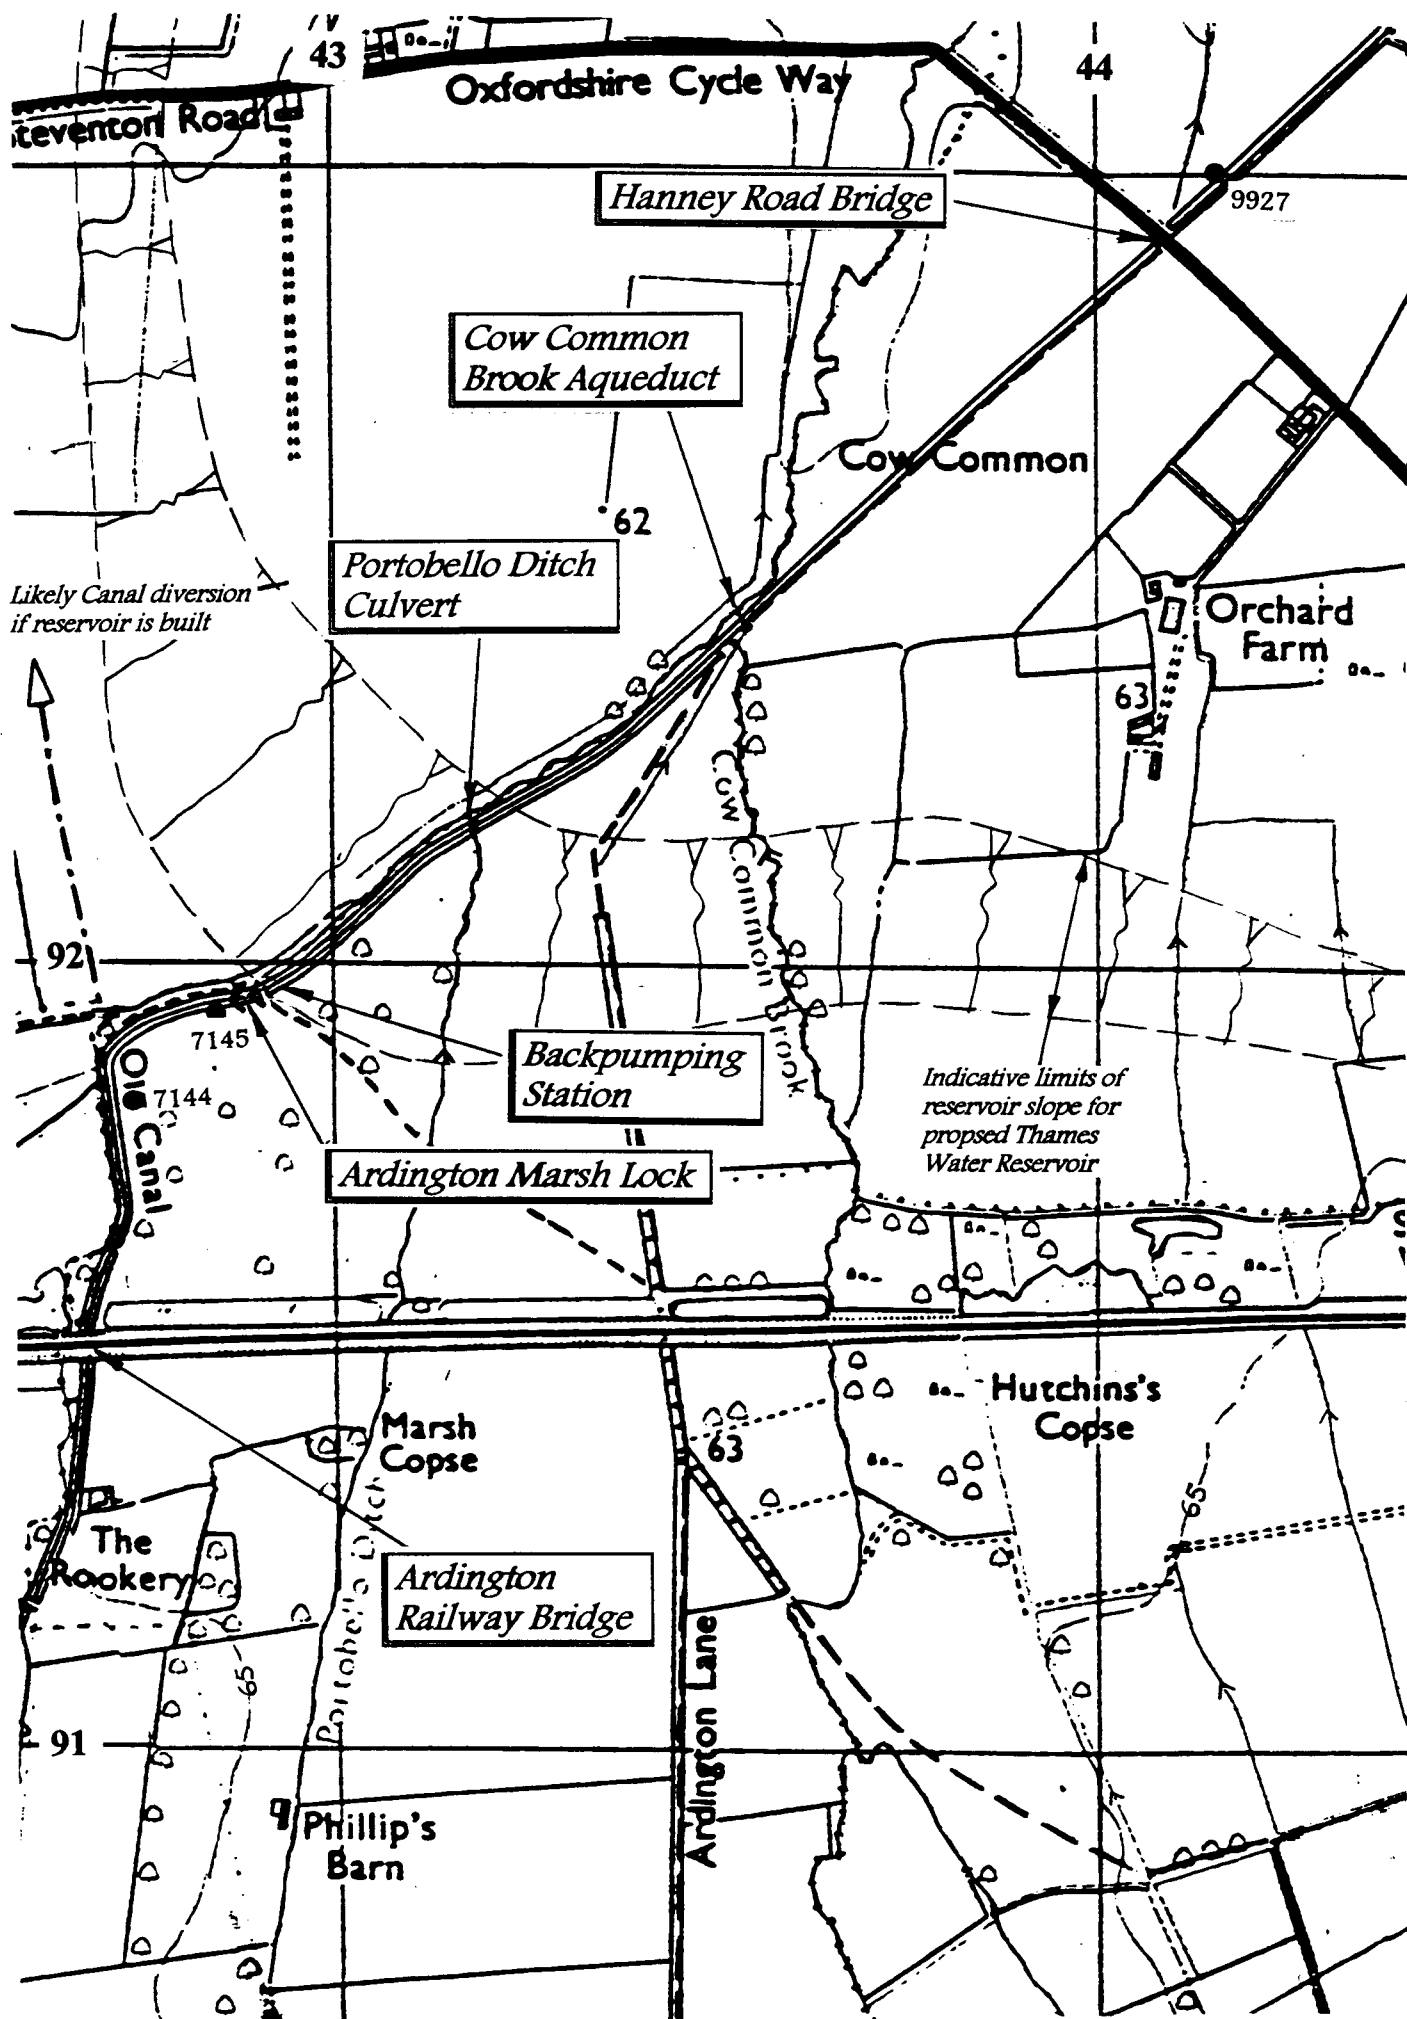 43
44
Oxfordshire Cycle Way
Steventon Road
Hanney Road Bridge
9927
Cow Common
Brook Aqueduct
Cow Common
62
Portobello Ditch
Culvert
Likely Canal diversion
if reservoir is built
Orchard
Farm
63
Cow Common Brook
92
7145
Backpumping
Station
Old Canal
7144
Indicative limits of
reservoir slope for
propsed Thames
Water Reservoir
Ardington Marsh Lock
Hutchins's
Copse
Marsh
Copse
63
65
The
Rookery
Portobello Ditch
Ardington
Railway Bridge
65
Ardington Lane
91
Phillip's
Barn